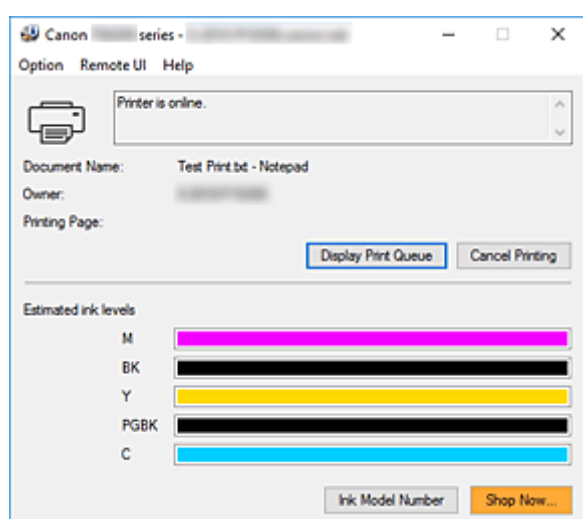 Canon series -
Option Remote UI Help
Printer is online.
Document Name: Test Print.txt - Notepad
Owner:
Printing Page:
Display Print Queue Cancel Printing
Estimated ink levels
M
BK
Y
PGBK
C
Ink Model Number Shop Now...